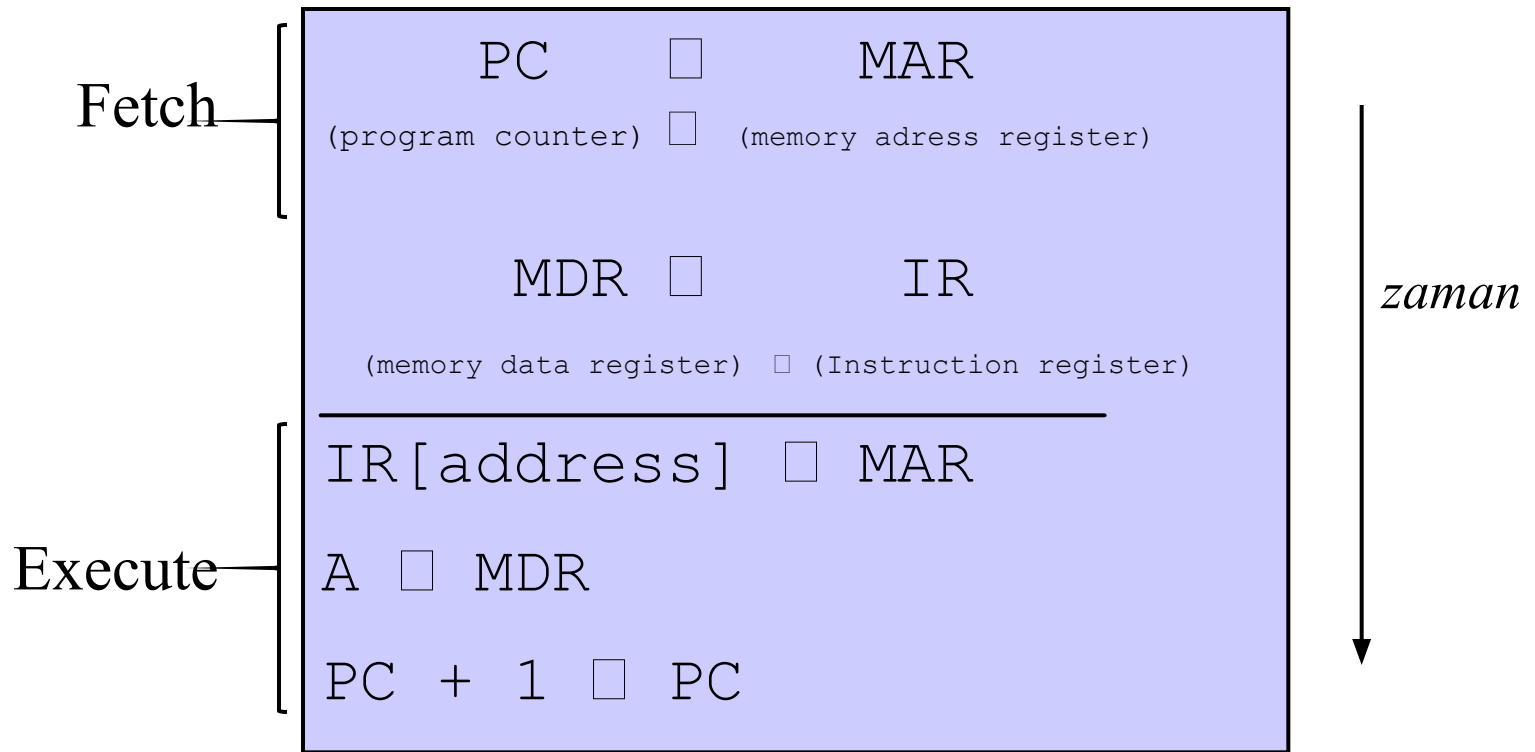 PC □ MAR
Fetch
(program counter) □ (memory adress register)
MDR □ IR
zaman
(memory data register) □ (Instruction register)
IR[address] □ MAR
Execute
A □ MDR
PC + 1 □ PC